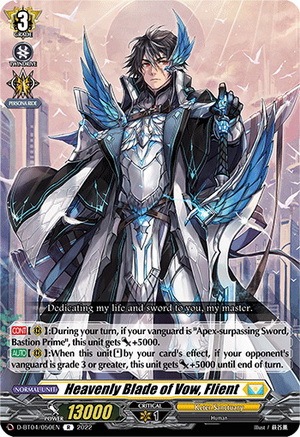 3
GRADE
TWINDRIVE
PERSONA RIDE
Dedicating my life and sword to you, my master.
CONT :During your turn, if your vanguard is "Apex-surpassing Sword,
Bastion Prime", this unit gets +5000.
AUTO :When this unit by your card's effect, if your opponent's
vanguard is grade 3 or greater, this unit gets +5000 until end of turn.
NORMAL UNIT
Heavenly Blade of Vow, Flient
POWER 13000
CRITICAL 1
Keter Sanctuary
Human
D-BT04/050EN R 2022